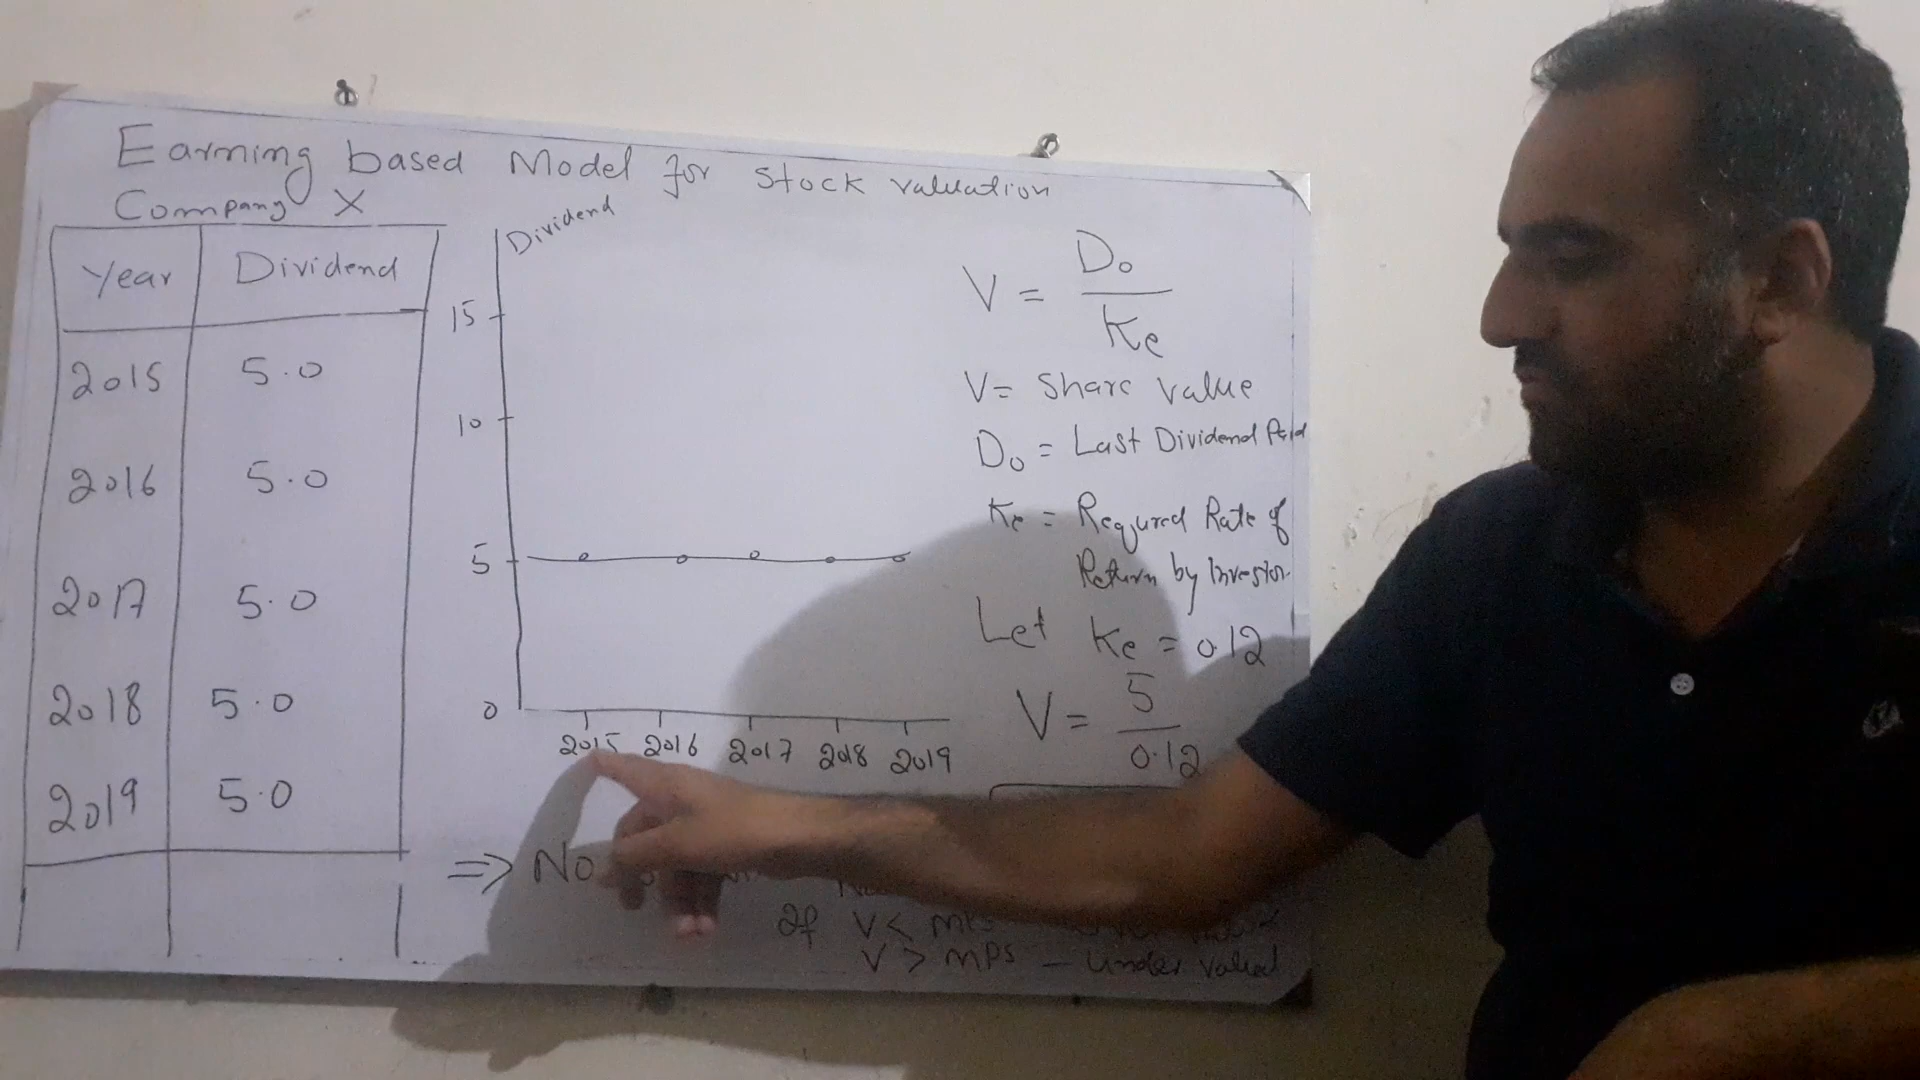 Earning based Model for Stock valuation
Company X
Year Dividend
2015 5.0
2016 5.0
2017 5.0
2018 5.0
2019 5.0
Dividend
15
10
5
0
2015 2016 2017 2018 2019
=> No
V = Do / Ke
V = Share value
Do = Last Dividend Paid
Ke = Required Rate of
Return by Investor
Let Ke = 0.12
V = 5 / 0.12
If V < MPS
V > MPS - Under Valued